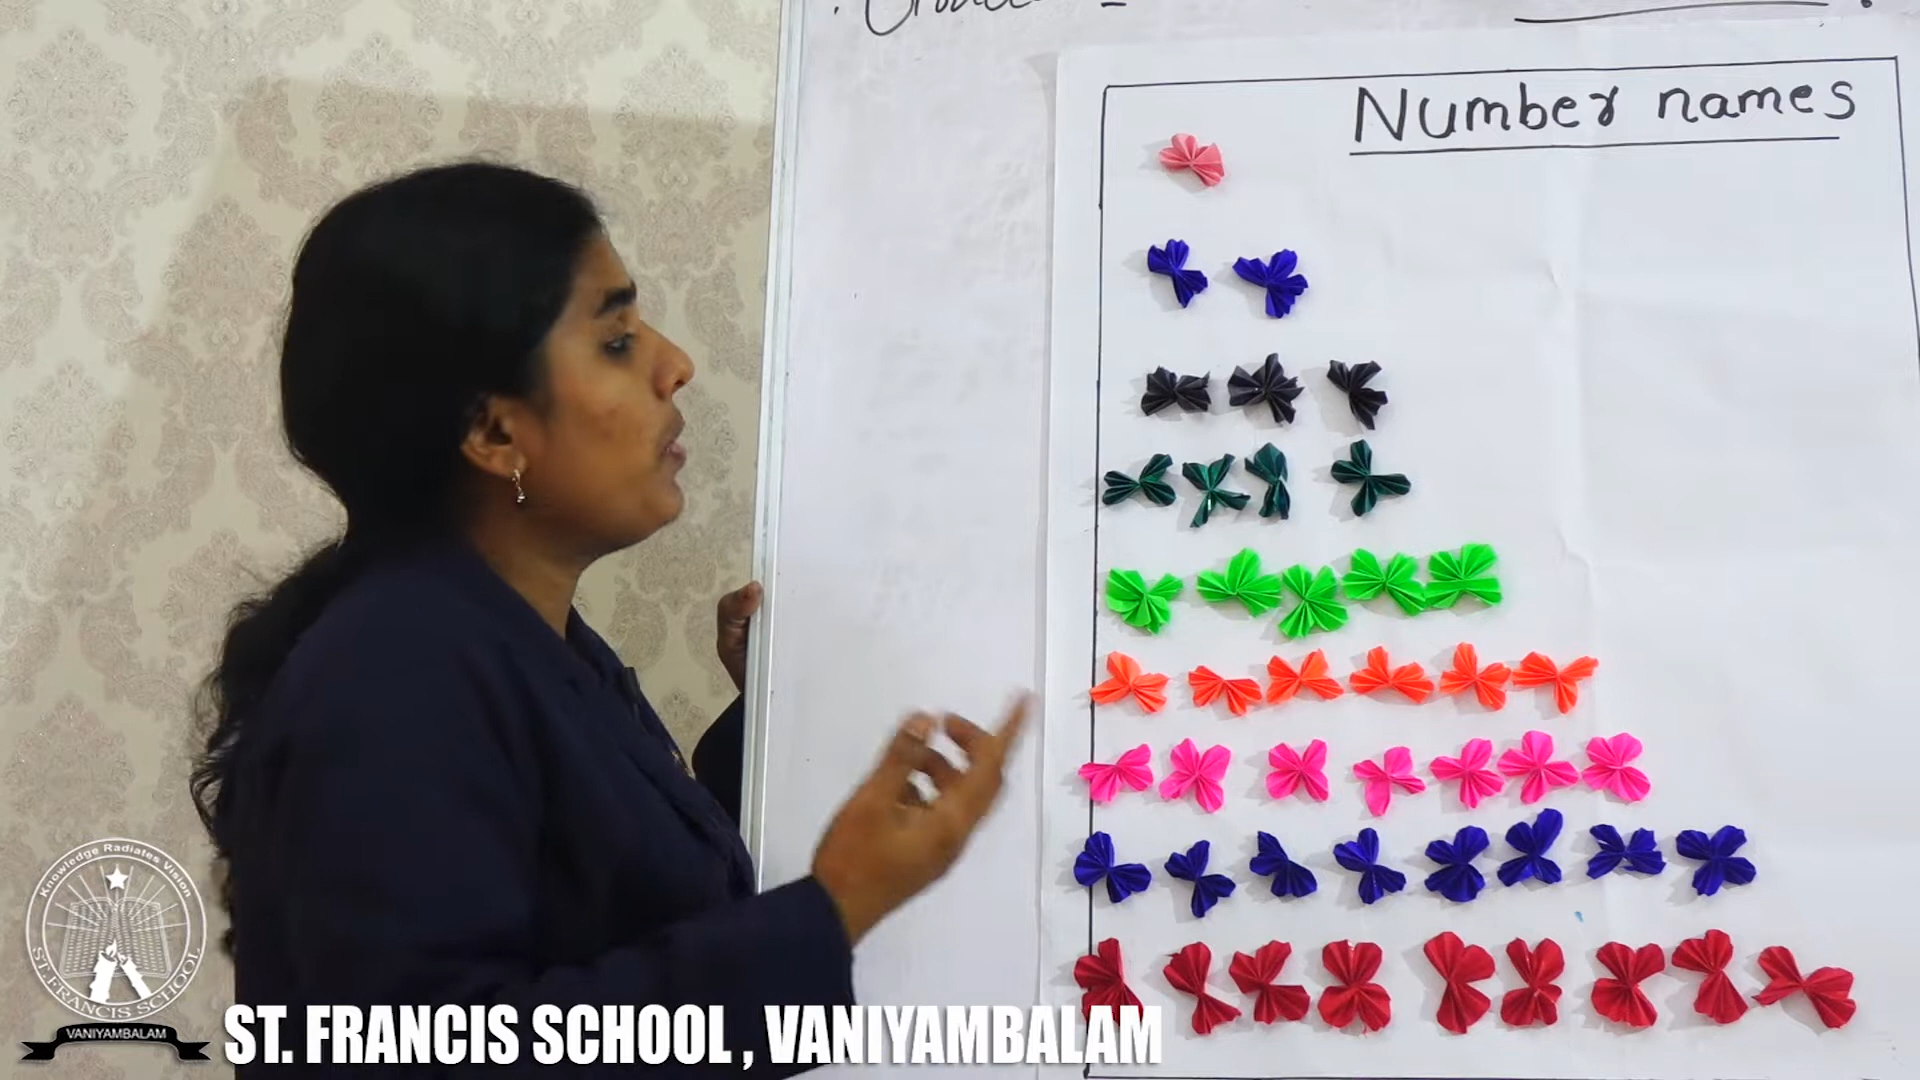 Number names
Knowledge Radiates Vision
ST. FRANCIS SCHOOL
VANIYAMBALAM
ST. FRANCIS SCHOOL , VANIYAMBALAM